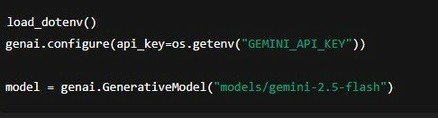 load_dotenv()
genai.configure(api_key=os.getenv("GEMINI_API_KEY"))
model = genai.GenerativeModel("models/gemini-2.5-flash")